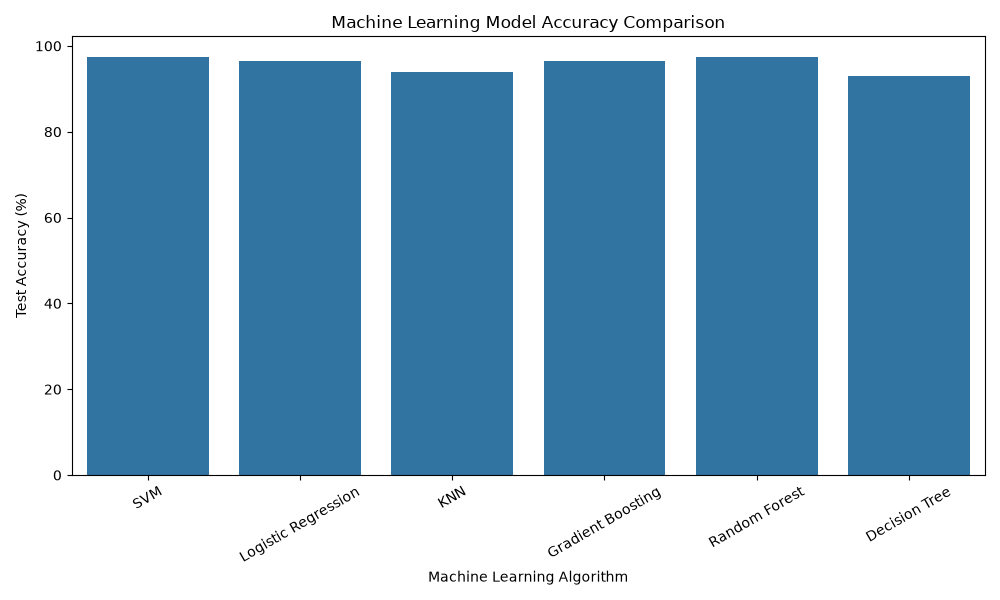 Machine Learning Model Accuracy Comparison
Test Accuracy (%)
100
80
60
40
20
0
SVM
Logistic Regression
KNN
Gradient Boosting
Random Forest
Decision Tree
Machine Learning Algorithm